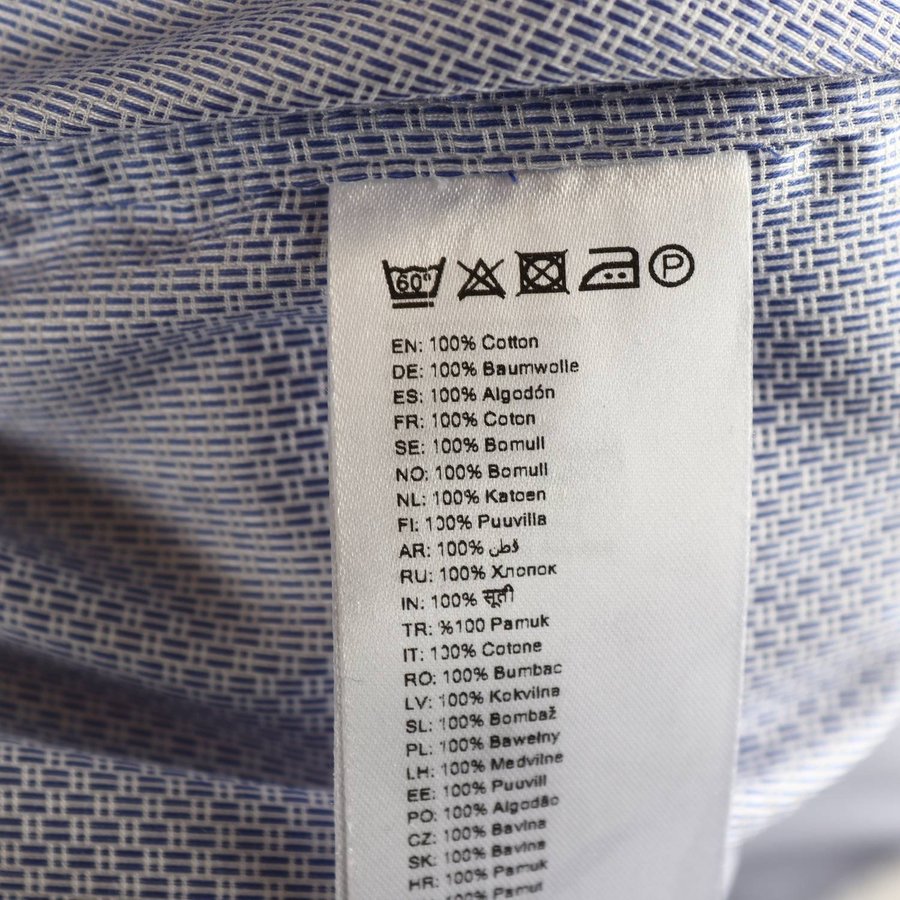 60°
P
EN: 100% Cotton
DE: 100% Baumwolle
ES: 100% Algodón
FR: 100% Coton
SE: 100% Bomull
NO: 100% Bomull
NL: 100% Katoen
FI: 100% Puuvilla
AR: 100% قطن
RU: 100% Хлопок
IN: 100% सूती
TR: %100 Pamuk
IT: 100% Cotone
RO: 100% Bumbac
LV: 100% Kokvilna
SL: 100% Bombaž
PL: 100% Bawełny
LH: 100% Medvilnė
EE: 100% Puuvill
PO: 100% Algodão
CZ: 100% Bavlna
SK: 100% Bavlna
HR: 100% Pamuk
100% Pamut